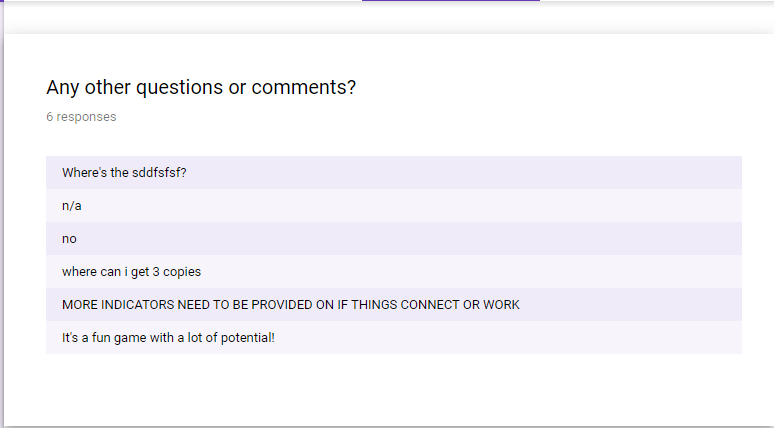 Any other questions or comments?
6 responses
Where's the sddfsfsf?
n/a
no
where can i get 3 copies
MORE INDICATORS NEED TO BE PROVIDED ON IF THINGS CONNECT OR WORK
It's a fun game with a lot of potential!